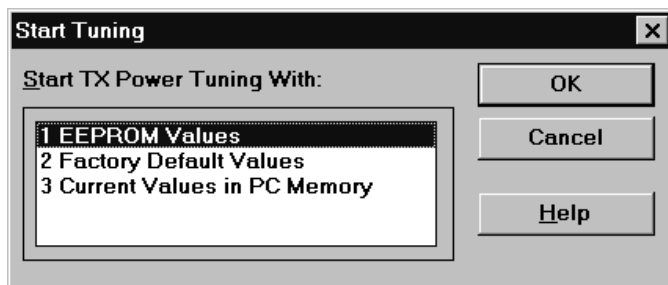 Start Tuning
Start TX Power Tuning With:
1 EEPROM Values
2 Factory Default Values
3 Current Values in PC Memory
OK
Cancel
Help